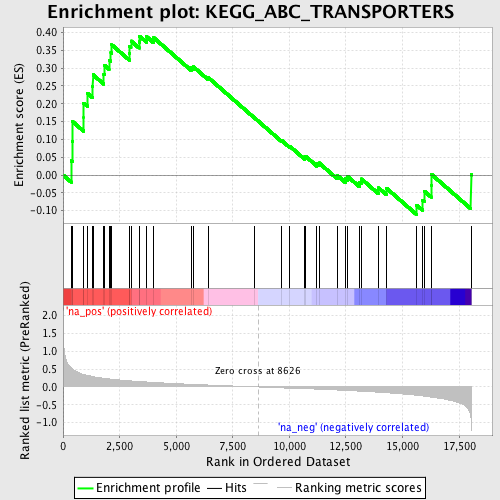 Enrichment plot: KEGG_ABC_TRANSPORTERS
Enrichment score (ES)
0.40
0.35
0.30
0.25
0.20
0.15
0.10
0.05
0.00
-0.05
-0.10
'na_pos' (positively correlated)
Ranked list metric (PreRanked)
2.0
1.5
1.0
0.5
0.0
-0.5
-1.0
Zero cross at 8626
'na_neg' (negatively correlated)
0
2,500
5,000
7,500
10,000
12,500
15,000
17,500
Rank in Ordered Dataset
Enrichment profile
Hits
Ranking metric scores